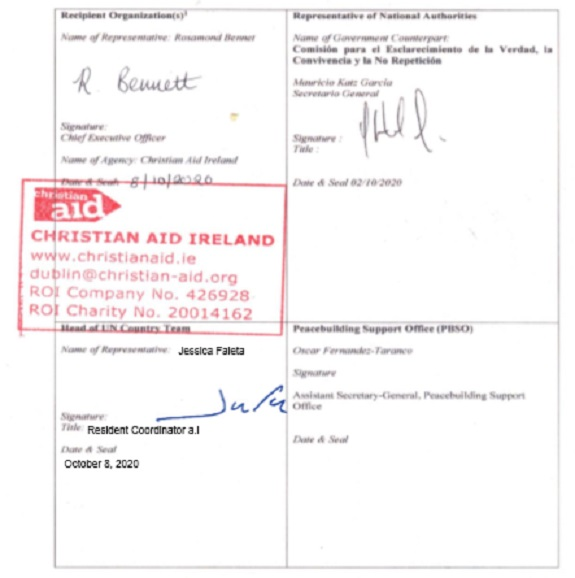 Recipient Organization(s)¹
Name of Representative: Rosamond Bennet
R. Bennett
Signature:
Chief Executive Officer
Name of Agency: Christian Aid Ireland
Date & Seal: 8/10/2020
christian
aid
CHRISTIAN AID IRELAND
www.christianaid.ie
dublin@christian-aid.org
ROI Company No. 426928
ROI Charity No. 20014162
Representative of National Authorities
Name of Government Counterpart:
Comisión para el Esclarecimiento de la Verdad, la
Convivencia y la No Repetición
Mauricio Katz García
Secretario General
Signature :
Title :
Date & Seal 02/10/2020
Head of UN Country Team
Name of Representative: Jessica Faieta
Signature:
Title: Resident Coordinator a.i
Date & Seal
October 8, 2020
Peacebuilding Support Office (PBSO)
Oscar Fernandez-Taranco
Signature
Assistant Secretary-General, Peacebuilding Support
Office
Date & Seal